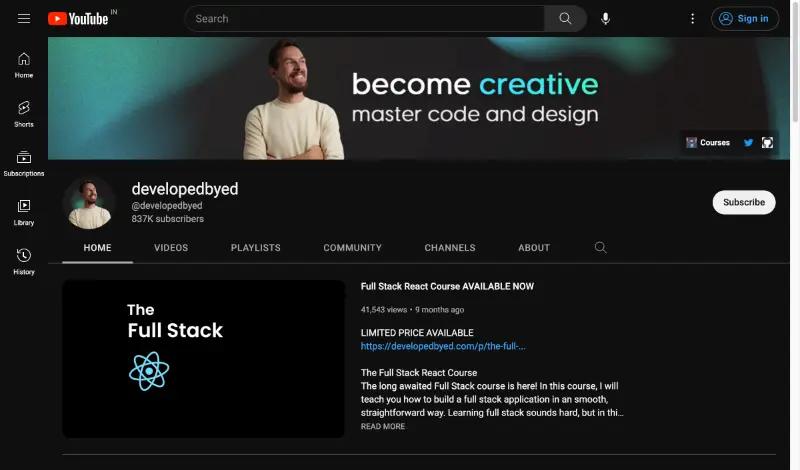 YouTube IN
Search
Sign in
Home
Shorts
Subscriptions
Library
History
become creative
master code and design
Courses
developedbyed
@developedbyed
837K subscribers
Subscribe
HOME VIDEOS PLAYLISTS COMMUNITY CHANNELS ABOUT
The
Full Stack
Full Stack React Course AVAILABLE NOW
41,543 views • 9 months ago
LIMITED PRICE AVAILABLE
https://developedbyed.com/p/the-full-...
The Full Stack React Course
The long awaited Full Stack course is here! In this course, I will
teach you how to build a full stack application in an smooth,
straightforward way. Learning full stack sounds hard, but in thi...
READ MORE